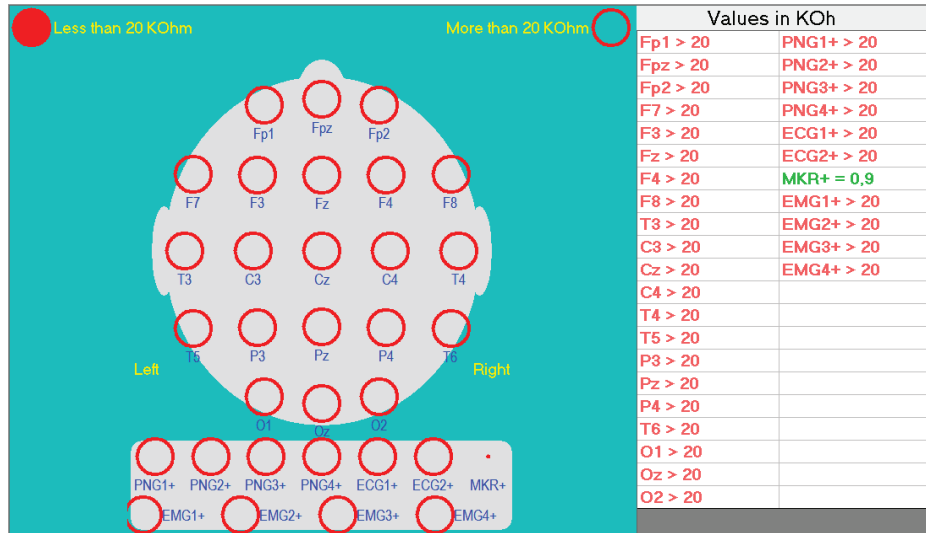 Less than 20 KOhm
More than 20 KOhm
Fp1
Fpz
Fp2
F7
F3
Fz
F4
F8
T3
C3
Cz
C4
T4
T5
P3
Pz
P4
T6
Left
Right
O1
Oz
O2
PNG1+ PNG2+ PNG3+ PNG4+ ECG1+ ECG2+ MKR+
EMG1+ EMG2+ EMG3+ EMG4+
Values in KOh
Fp1 > 20 PNG1+ > 20
Fpz > 20 PNG2+ > 20
Fp2 > 20 PNG3+ > 20
F7 > 20 PNG4+ > 20
F3 > 20 ECG1+ > 20
Fz > 20 ECG2+ > 20
F4 > 20 MKR+ = 0,9
F8 > 20 EMG1+ > 20
T3 > 20 EMG2+ > 20
C3 > 20 EMG3+ > 20
Cz > 20 EMG4+ > 20
C4 > 20
T4 > 20
T5 > 20
P3 > 20
Pz > 20
P4 > 20
T6 > 20
O1 > 20
Oz > 20
O2 > 20